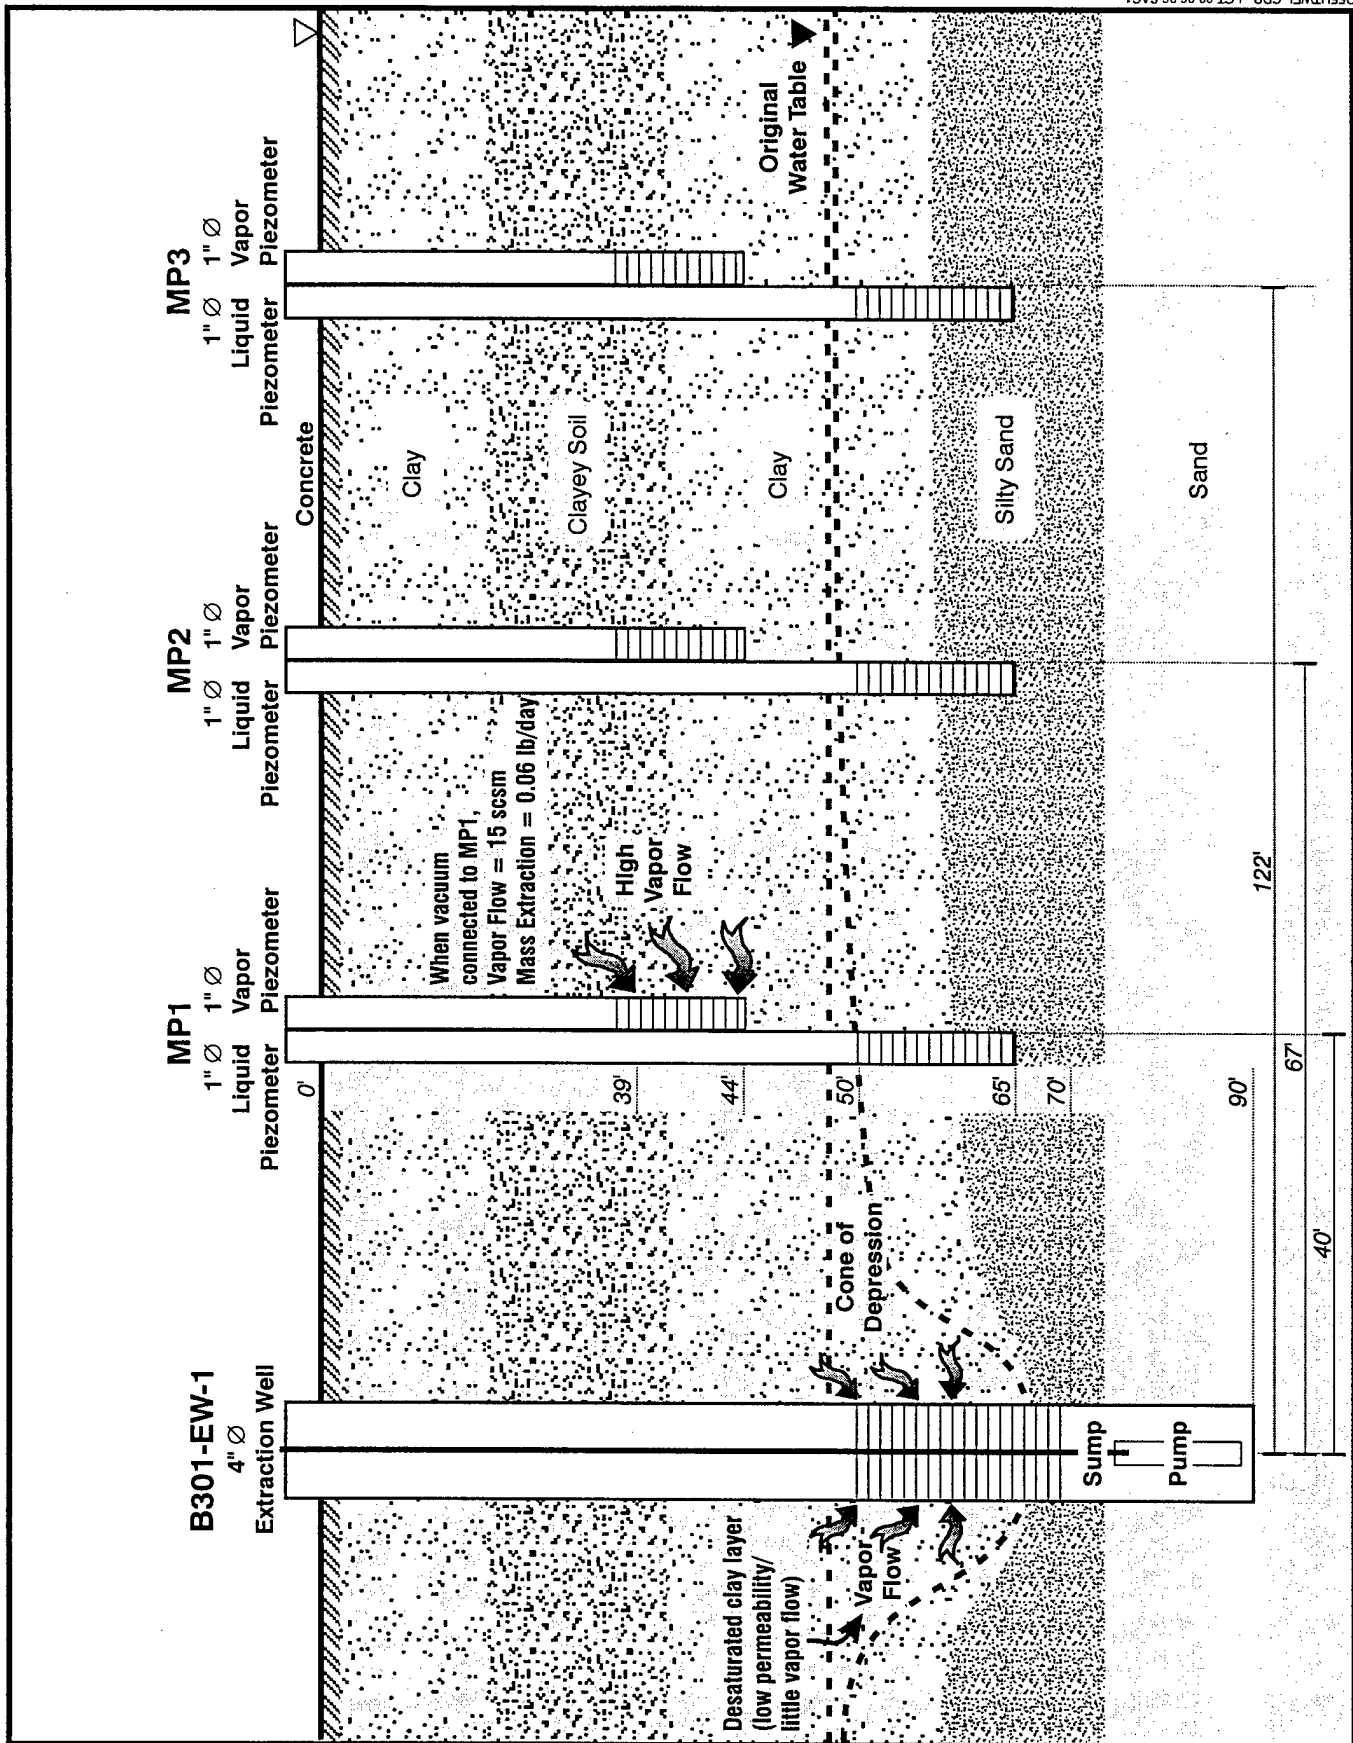 B301-EW-1
4" Ø
Extraction Well
MP1
1" Ø
Liquid
Piezometer
1" Ø
Vapor
Piezometer
MP2
1" Ø
Liquid
Piezometer
1" Ø
Vapor
Piezometer
MP3
1" Ø
Liquid
Piezometer
1" Ø
Vapor
Piezometer
Concrete
0'
When vacuum
connected to MP1,
Vapor Flow = 15 scsm
Mass Extraction = 0.06 lb/day
Clay
Clayey Soil
39'
High
Vapor
Flow
44'
Clay
Original
Water Table
Desaturated clay layer
(low permeability/
little vapor flow)
Cone of
Depression
50'
Vapor
Flow
65'
Silty Sand
70'
Sump
Pump
Sand
90'
122'
67'
40'